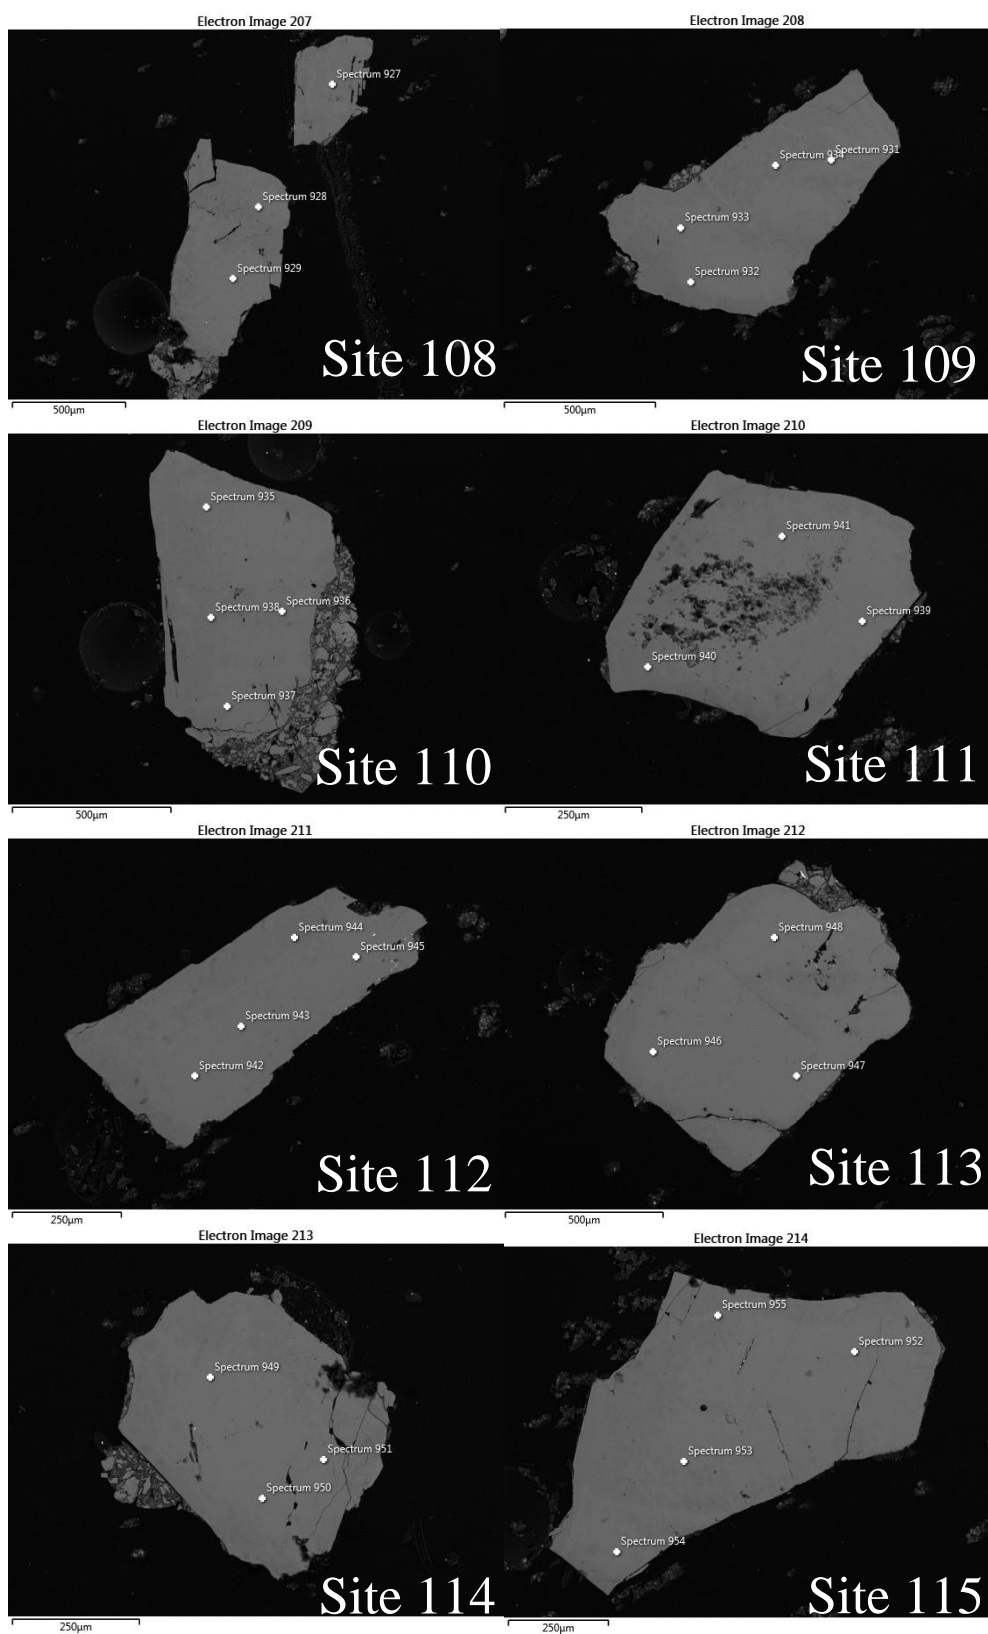 Electron Image 207
Spectrum 927
Spectrum 928
Spectrum 929
Site 108
500μm
Electron Image 208
Spectrum 934
Spectrum 931
Spectrum 933
Spectrum 932
Site 109
500μm
Electron Image 209
Spectrum 935
Spectrum 938
Spectrum 936
Spectrum 937
Site 110
500μm
Electron Image 210
Spectrum 941
Spectrum 939
Spectrum 940
Site 111
250μm
Electron Image 211
Spectrum 944
Spectrum 945
Spectrum 943
Spectrum 942
Site 112
250μm
Electron Image 212
Spectrum 948
Spectrum 946
Spectrum 947
Site 113
500μm
Electron Image 213
Spectrum 949
Spectrum 951
Spectrum 950
Site 114
250μm
Electron Image 214
Spectrum 955
Spectrum 952
Spectrum 953
Spectrum 954
Site 115
250μm